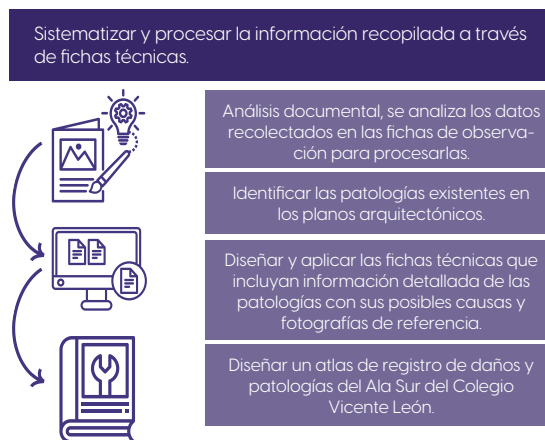 Sistematizar y procesar la información recopilada a través
de fichas técnicas.
Análisis documental, se analiza los datos
recolectados en las fichas de observa-
ción para procesarlas.
Identificar las patologías existentes en
los planos arquitectónicos.
Diseñar y aplicar las fichas técnicas que
incluyan información detallada de las
patologías con sus posibles causas y
fotografías de referencia.
Diseñar un atlas de registro de daños y
patologías del Ala Sur del Colegio
Vicente León.